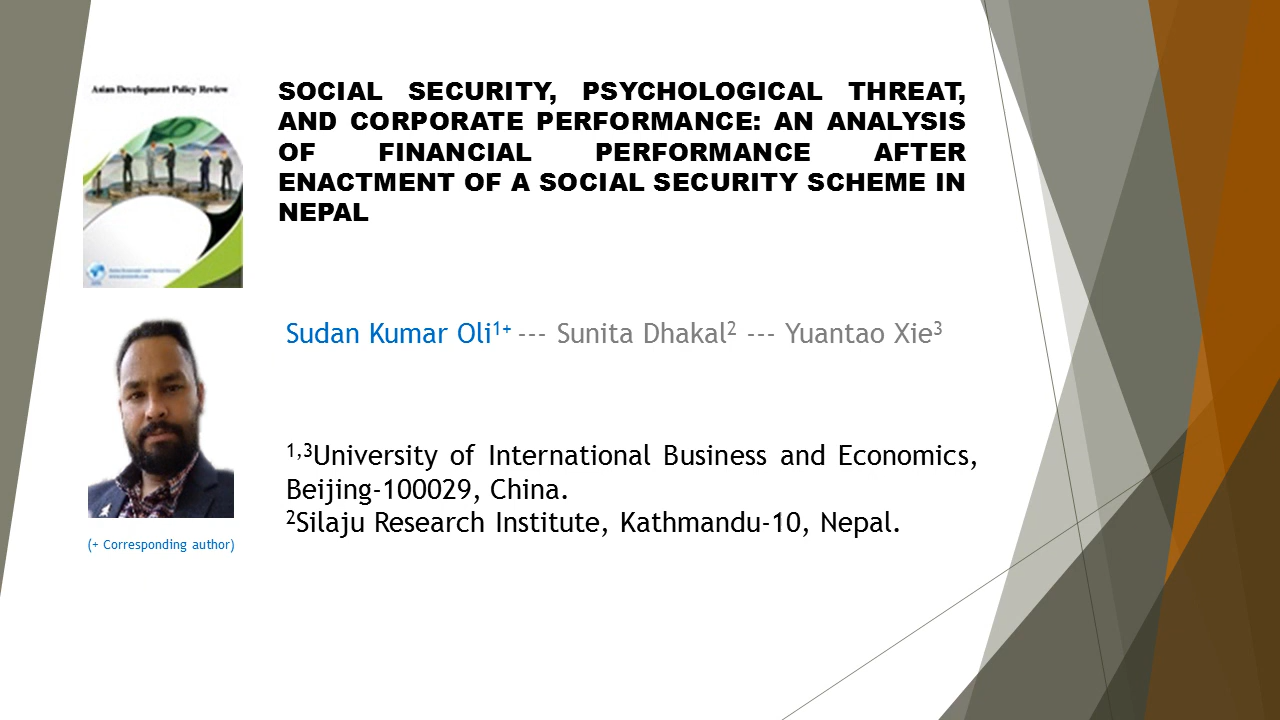 Asian Development Policy Review
SOCIAL SECURITY, PSYCHOLOGICAL THREAT,
AND CORPORATE PERFORMANCE: AN ANALYSIS
OF FINANCIAL PERFORMANCE AFTER
ENACTMENT OF A SOCIAL SECURITY SCHEME IN
NEPAL
Sudan Kumar Oli1+ --- Sunita Dhakal2 --- Yuantao Xie3
1,3University of International Business and Economics,
Beijing-100029, China.
2Silaju Research Institute, Kathmandu-10, Nepal.
(+ Corresponding author)